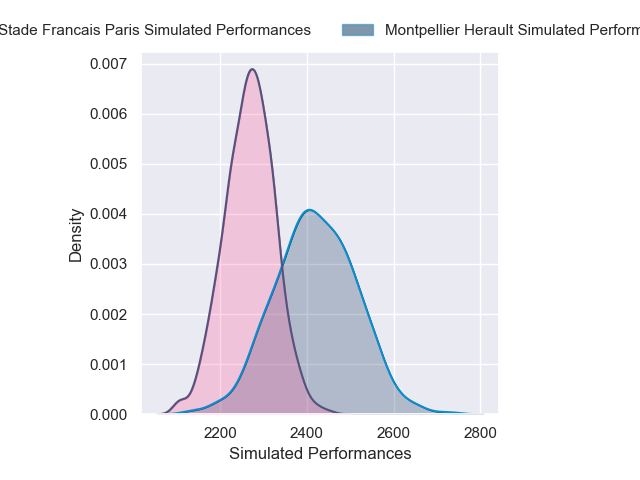 Stade Francais Paris Simulated Performances
Montpellier Herault Simulated Perform
0.007
0.006
0.005
0.004
0.003
0.002
0.001
0.000
Density
2200 2400 2600 2800
Simulated Performances